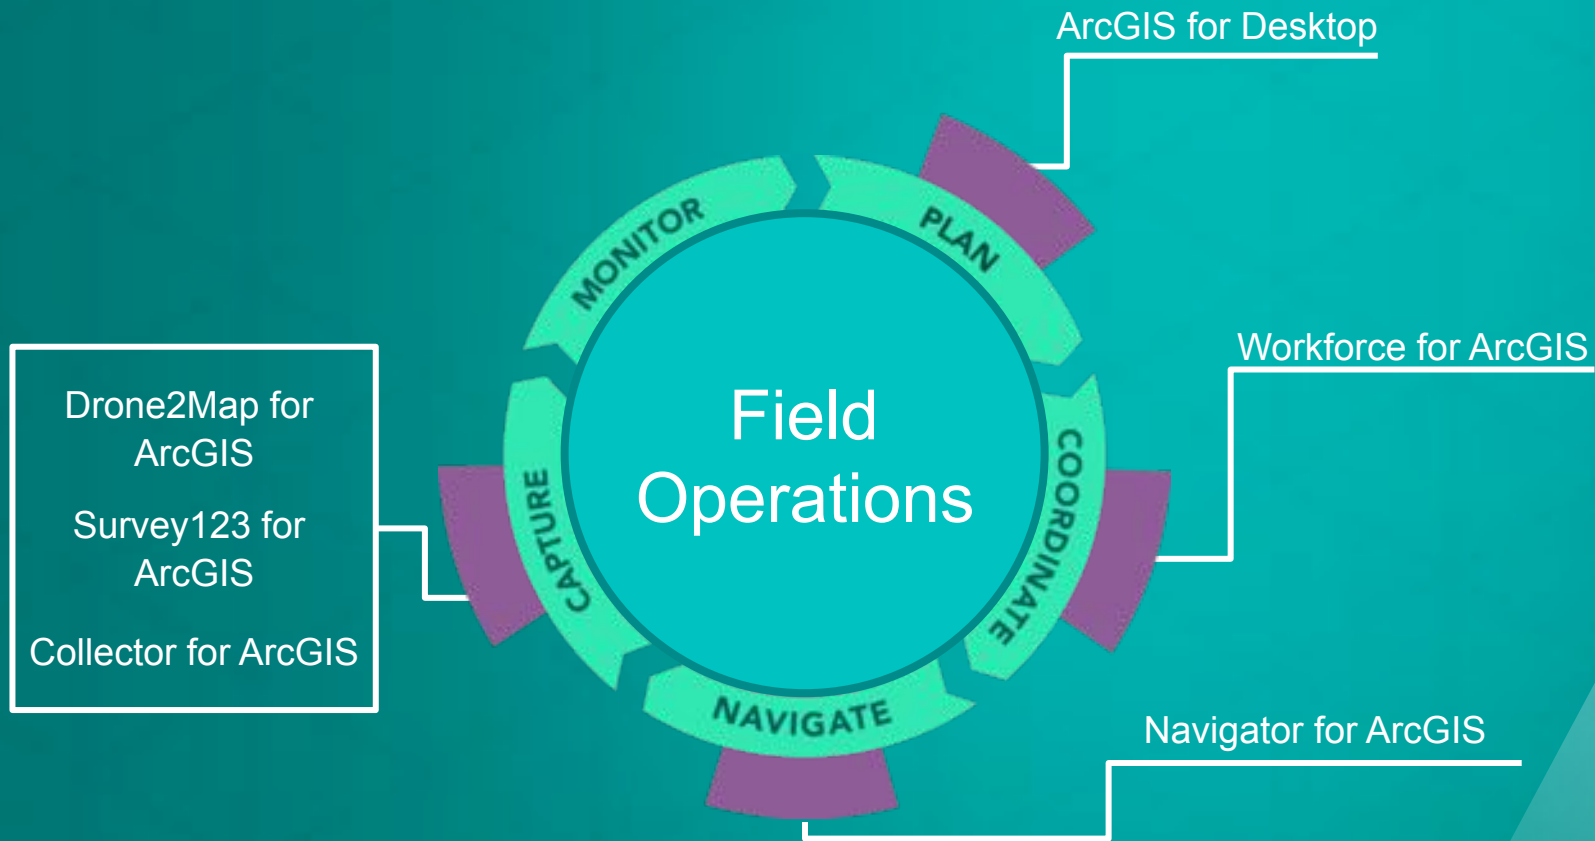 ArcGIS for Desktop
MONITOR
PLAN
Workforce for ArcGIS
Drone2Map for
ArcGIS
Survey123 for
ArcGIS
Collector for ArcGIS
Field
Operations
COORDINATE
CAPTURE
NAVIGATE
Navigator for ArcGIS